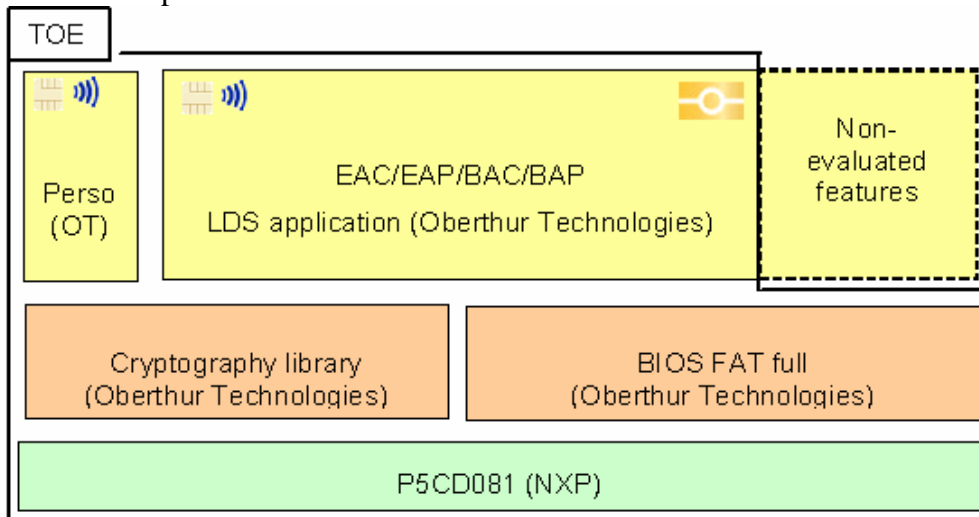 TOE
Perso
(OT)
EAC/EAP/BAC/BAP
LDS application (Oberthur Technologies)
Non-
evaluated
features
Cryptography library
(Oberthur Technologies)
BIOS FAT full
(Oberthur Technologies)
P5CD081 (NXP)